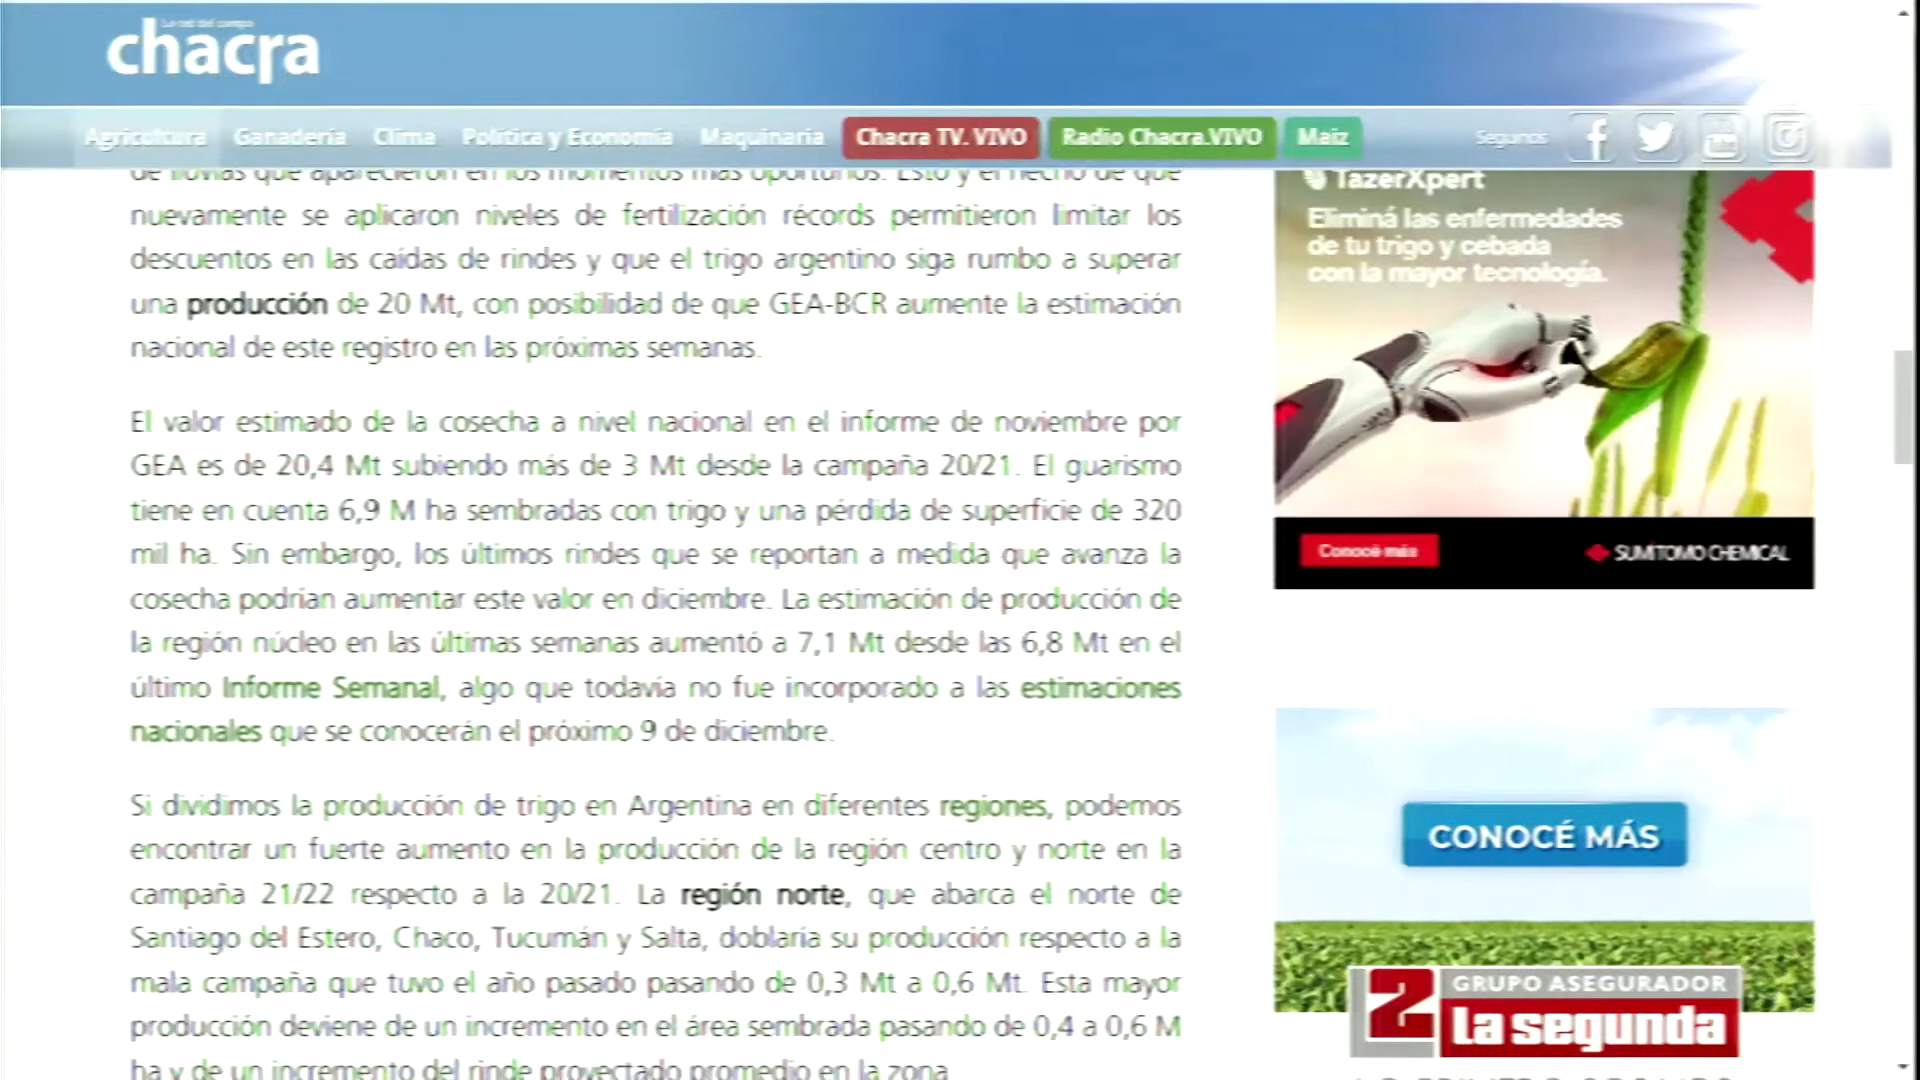 La red del campo
chacra
Agricultura Ganadería Clima Política y Economía Maquinaria Chacra TV. VIVO Radio Chacra.VIVO Maíz Seguinos
de lluvias que aparecieron en los momentos más oportunos. Esto y el hecho de que
nuevamente se aplicaron niveles de fertilización récords permitieron limitar los
descuentos en las caídas de rindes y que el trigo argentino siga rumbo a superar
una producción de 20 Mt, con posibilidad de que GEA-BCR aumente la estimación
nacional de este registro en las próximas semanas.
El valor estimado de la cosecha a nivel nacional en el informe de noviembre por
GEA es de 20,4 Mt subiendo más de 3 Mt desde la campaña 20/21. El guarismo
tiene en cuenta 6,9 M ha sembradas con trigo y una pérdida de superficie de 320
mil ha. Sin embargo, los últimos rindes que se reportan a medida que avanza la
cosecha podrían aumentar este valor en diciembre. La estimación de producción de
la región núcleo en las últimas semanas aumentó a 7,1 Mt desde las 6,8 Mt en el
último Informe Semanal, algo que todavía no fue incorporado a las estimaciones
nacionales que se conocerán el próximo 9 de diciembre.
Si dividimos la producción de trigo en Argentina en diferentes regiones, podemos
encontrar un fuerte aumento en la producción de la región centro y norte en la
campaña 21/22 respecto a la 20/21. La región norte, que abarca el norte de
Santiago del Estero, Chaco, Tucumán y Salta, doblaría su producción respecto a la
mala campaña que tuvo el año pasado pasando de 0,3 Mt a 0,6 Mt. Esta mayor
producción deviene de un incremento en el área sembrada pasando de 0,4 a 0,6 M
ha y de un incremento del rinde proyectado promedio en la zona
TazerXpert
Eliminá las enfermedades
de tu trigo y cebada
con la mayor tecnología.
Conocé más
SUMITOMO CHEMICAL
CONOCÉ MÁS
2 GRUPO ASEGURADOR
la segunda